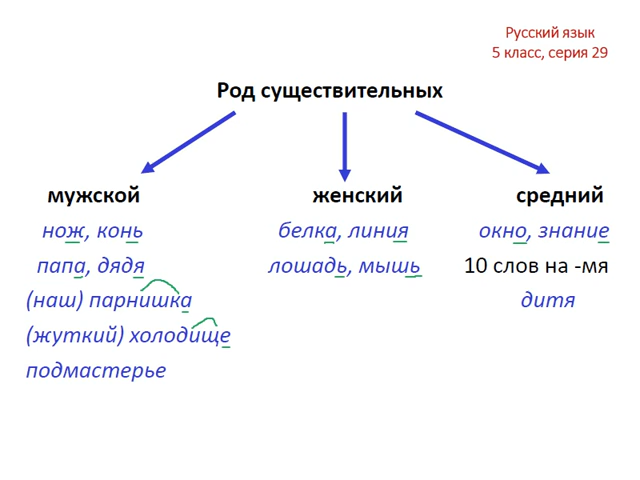 Русский язык
5 класс, серия 29
Род существительных
мужской женский средний
нож, конь белка, линия окно, знание
папа, дядя лошадь, мышь 10 слов на -мя
(наш) парнишка дитя
(жуткий) холодище
подмастерье